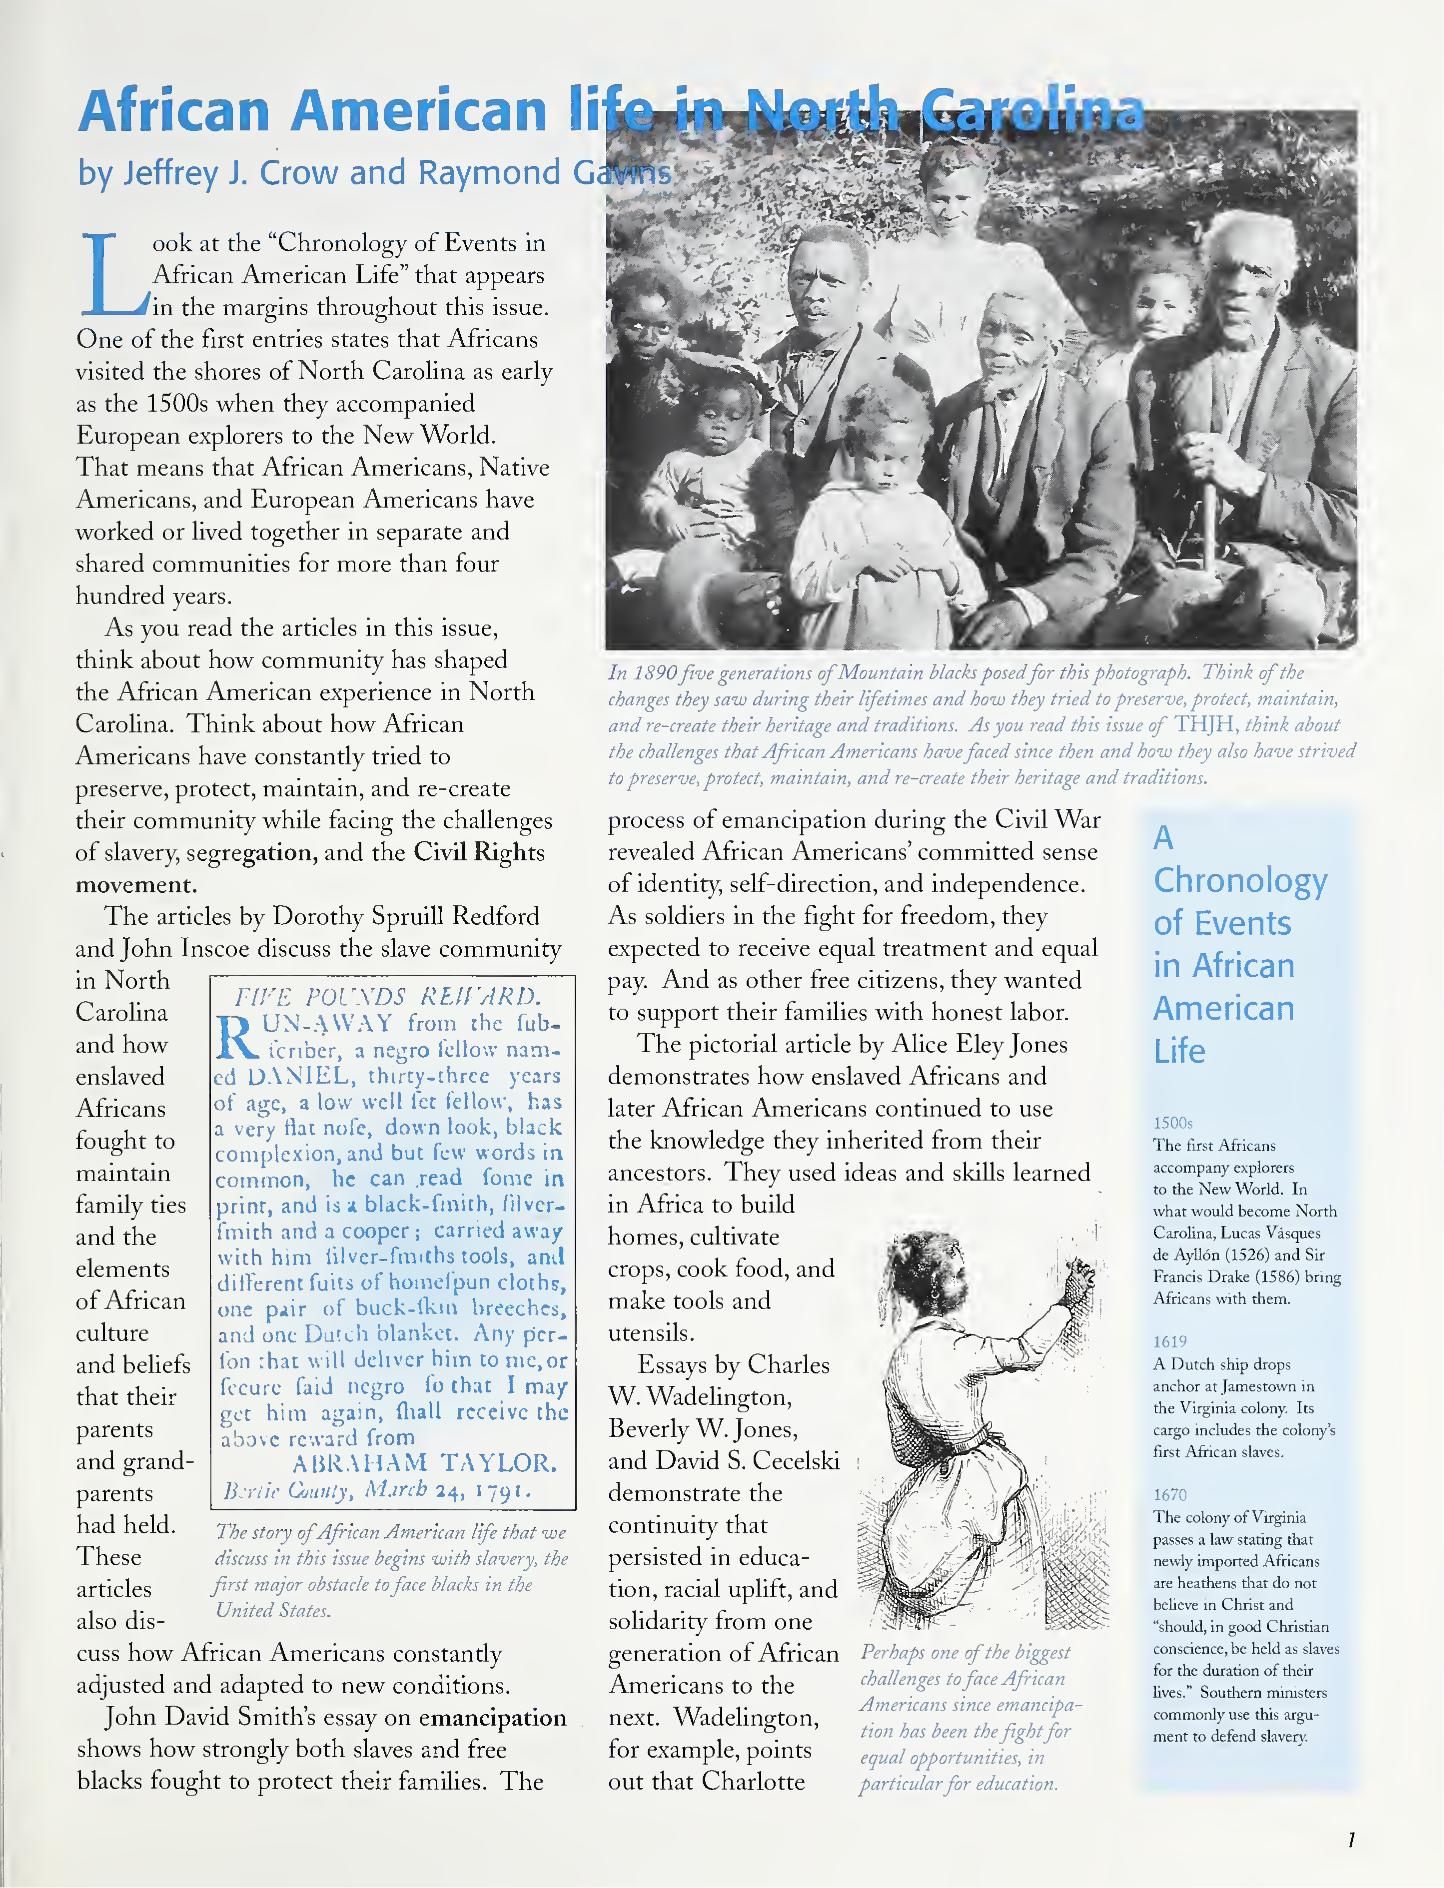 African American life in North Carolina
by Jeffrey J. Crow and Raymond Gavins
Look at the “Chronology of Events in
African American Life” that appears
in the margins throughout this issue.
One of the first entries states that Africans
visited the shores of North Carolina as early
as the 1500s when they accompanied
European explorers to the New World.
That means that African Americans, Native
Americans, and European Americans have
worked or lived together in separate and
shared communities for more than four
hundred years.
As you read the articles in this issue,
think about how community has shaped
the African American experience in North
Carolina. Think about how African
Americans have constantly tried to
preserve, protect, maintain, and re-create
their community while facing the challenges
of slavery, segregation, and the Civil Rights
movement.
The articles by Dorothy Spruill Redford
and John Inscoe discuss the slave community
in North
Carolina
and how
enslaved
Africans
fought to
maintain
family ties
and the
elements
of African
culture
and beliefs
that their
parents
and grand-
parents
had held.
These
articles
also dis-
cuss how African Americans constantly
adjusted and adapted to new conditions.
John David Smith’s essay on emancipation
shows how strongly both slaves and free
blacks fought to protect their families. The
FIVE POUNDS REWARD.
RUN-AWAY from the ſub-
ſcriber, a negro fellow nam-
ed DANIEL, thirty-three years
of age, a low well ſet fellow, has
a very flat noſe, down look, black
complexion, and but few words in
common, he can read ſome in
print, and is a black-ſmith, ſilver-
ſmith and a cooper; carried away
with him ſilver-ſmiths tools, and
different ſuits of homeſpun cloths,
one pair of buck-ſkin breeches,
and one Dutch blanket. Any per-
ſon that will deliver him to me, or
ſecure ſaid negro ſo that I may
get him again, ſhall receive the
above reward from
ABRAHAM TAYLOR.
Bertie County, March 24, 1791.
The story of African American life that we
discuss in this issue begins with slavery, the
first major obstacle to face blacks in the
United States.
In 1890 five generations of Mountain blacks posed for this photograph. Think of the
changes they saw during their lifetimes and how they tried to preserve, protect, maintain,
and re-create their heritage and traditions. As you read this issue of THJH, think about
the challenges that African Americans have faced since then and how they also have strived
to preserve, protect, maintain, and re-create their heritage and traditions.
process of emancipation during the Civil War
revealed African Americans’ committed sense
of identity, self-direction, and independence.
As soldiers in the fight for freedom, they
expected to receive equal treatment and equal
pay. And as other free citizens, they wanted
to support their families with honest labor.
The pictorial article by Alice Eley Jones
demonstrates how enslaved Africans and
later African Americans continued to use
the knowledge they inherited from their
ancestors. They used ideas and skills learned
in Africa to build
homes, cultivate
crops, cook food, and
make tools and
utensils.
Essays by Charles
W. Wadelington,
Beverly W. Jones,
and David S. Cecelski
demonstrate the
continuity that
persisted in educa-
tion, racial uplift, and
solidarity from one
generation of African
Americans to the
next. Wadelington,
for example, points
out that Charlotte
Perhaps one of the biggest
challenges to face African
Americans since emancipa-
tion has been the fight for
equal opportunities, in
particular for education.
A
Chronology
of Events
in African
American
Life
1500s
The first Africans
accompany explorers
to the New World. In
what would become North
Carolina, Lucas Vásques
de Ayllón (1526) and Sir
Francis Drake (1586) bring
Africans with them.
1619
A Dutch ship drops
anchor at Jamestown in
the Virginia colony. Its
cargo includes the colony’s
first African slaves.
1670
The colony of Virginia
passes a law stating that
newly imported Africans
are heathens that do not
believe in Christ and
“should, in good Christian
conscience, be held as slaves
for the duration of their
lives.” Southern ministers
commonly use this argu-
ment to defend slavery.
1